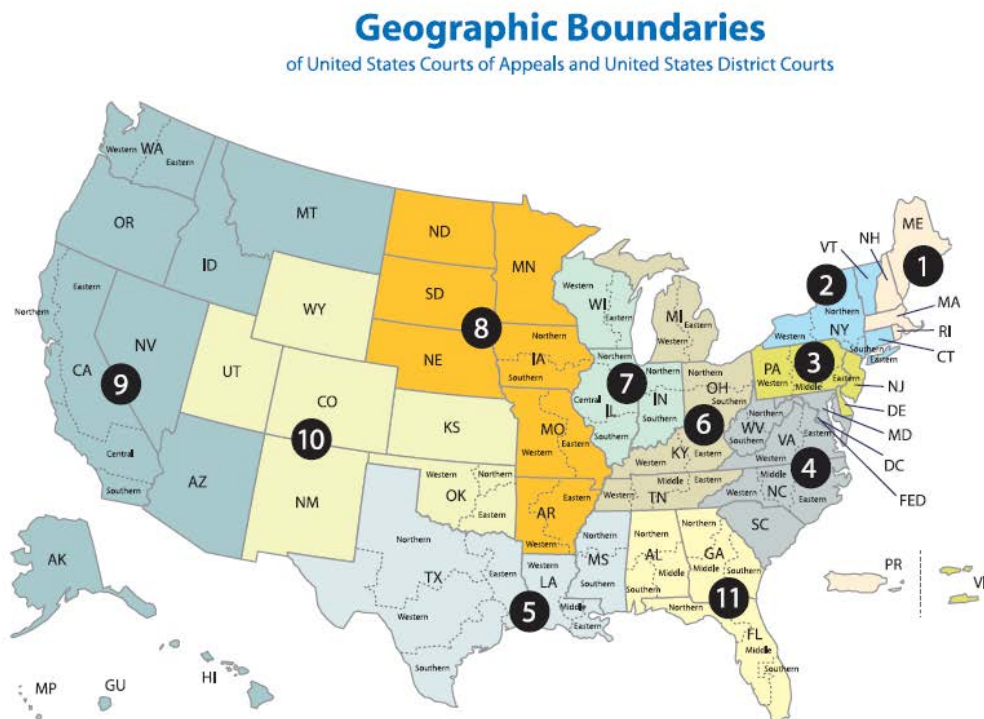 Geographic Boundaries
of United States Courts of Appeals and United States District Courts
WA
Western
Eastern
MT
OR
ID
ND
MN
SD
WY
NE
8
IA
Northern
Southern
WI
Western
Eastern
MI
Western
Eastern
ME
1
NH
VT
2
MA
RI
CT
NY
Northern
Western
Southern
Eastern
Eastern
Northern
NV
CA
9
Central
Southern
UT
CO
10
KS
AZ
NM
OK
Western
Northern
Eastern
MO
Western
Eastern
AR
Eastern
Western
7
Northern
Central
IL
Southern
Northern
IN
Southern
Northern
OH
Southern
6
KY
Western
Eastern
TN
Western
Middle
Eastern
PA
3
Western
Middle
Eastern
NJ
DE
MD
DC
FED
Northern
WV
Southern
VA
Eastern
Western
4
Western
Middle
NC
Eastern
SC
TX
Northern
Eastern
Western
Southern
LA
Western
Middle
Eastern
5
MS
Northern
Southern
AL
Northern
Middle
Southern
GA
Northern
Middle
Southern
11
FL
Northern
Middle
Southern
AK
HI
MP
GU
PR